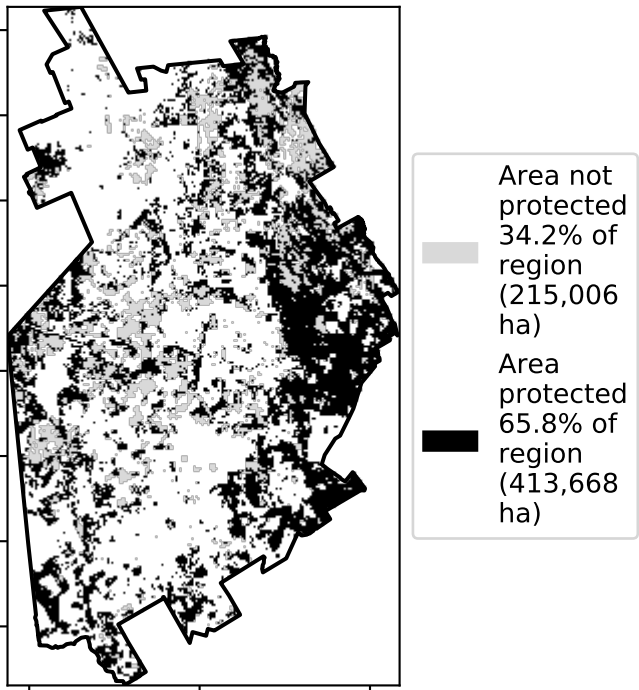 Area not
protected
34.2% of
region
(215,006
ha)
Area
protected
65.8% of
region
(413,668
ha)